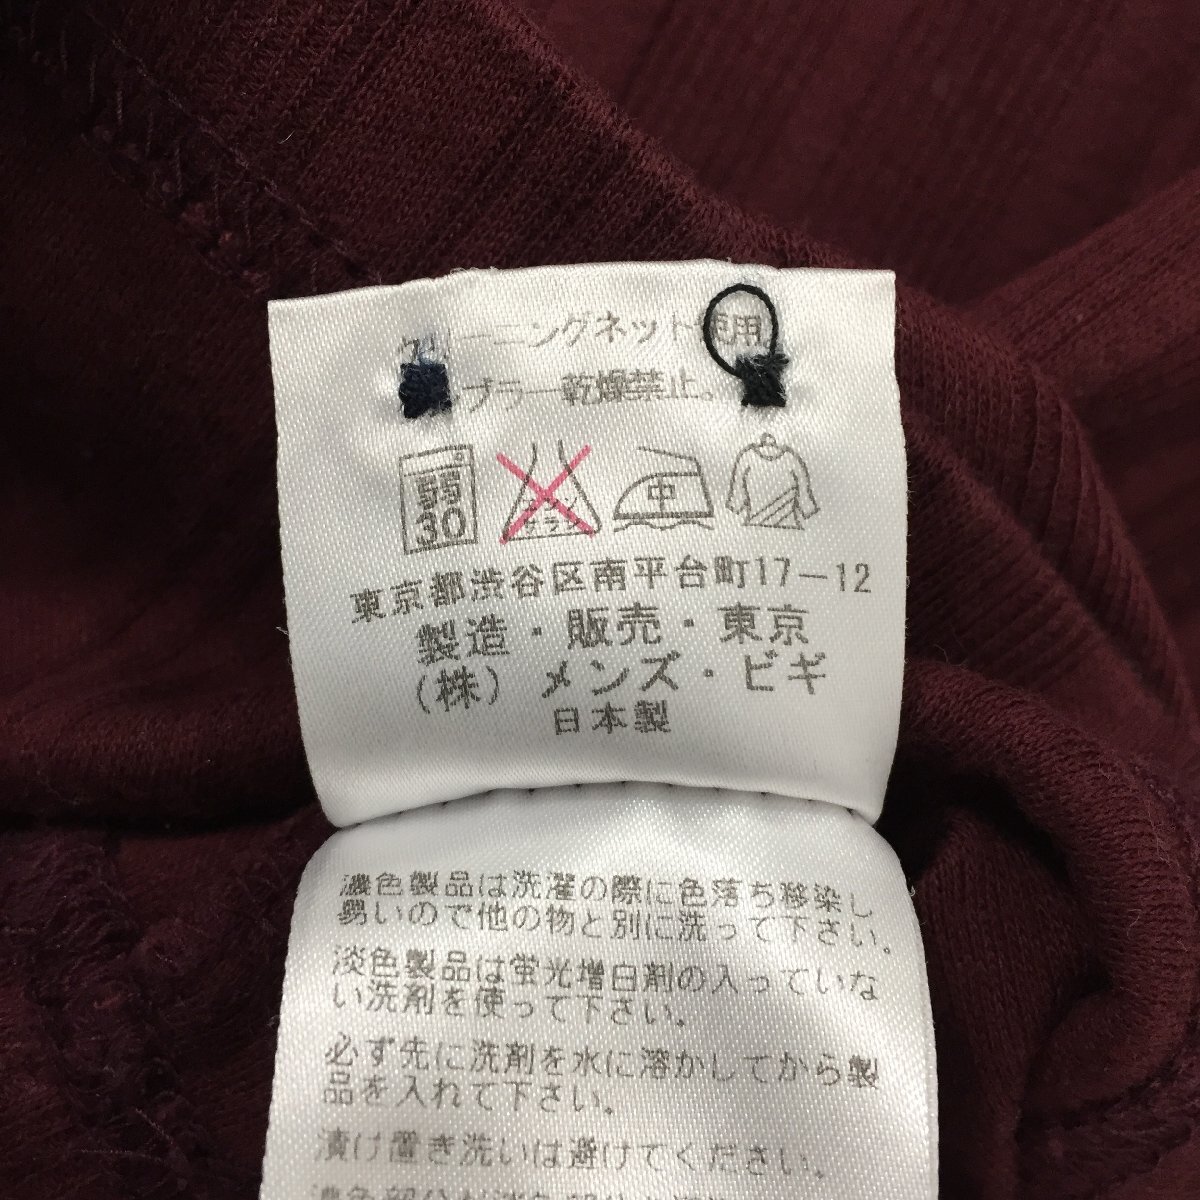 ーニングネット使用
ブラー乾燥禁止。
弱
30
エンソ
サラシ
中
東京都渋谷区南平台町17-12
製造・販売・東京
(株) メンズ・ビギ
日本製
濃色製品は洗濯の際に色落ち移染し
易いので他の物と別に洗って下さい。
淡色製品は蛍光増白剤の入っていな
い洗剤を使って下さい。
必ず先に洗剤を水に溶かしてから製
品を入れて下さい。
漬け置き洗いは避けてください。